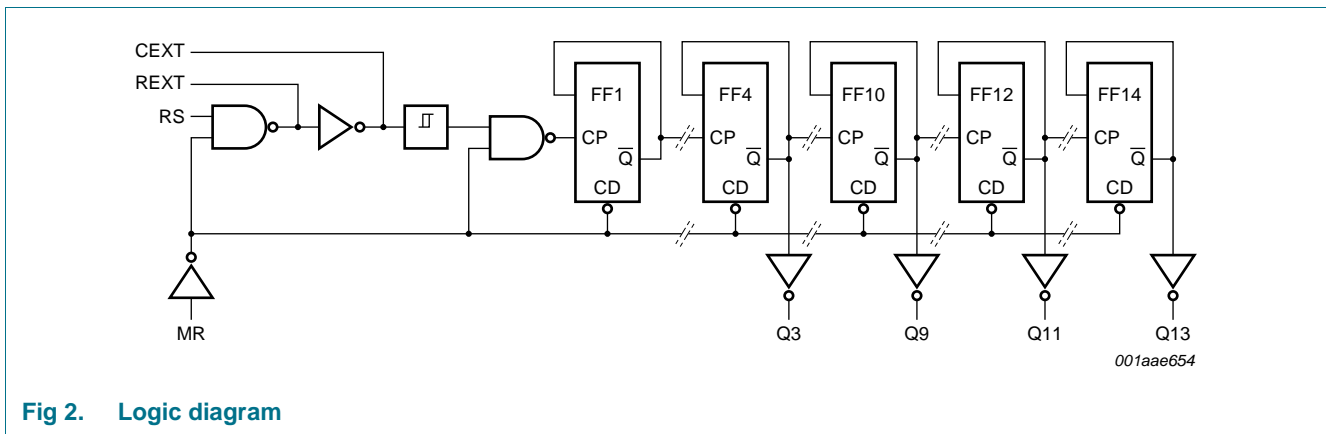 CEXT
REXT
RS
FF1
CP
Q
CD
FF4
CP
Q
CD
FF10
CP
Q
CD
FF12
CP
Q
CD
FF14
CP
Q
CD
MR
Q3
Q9
Q11
Q13
001aae654
Fig 2. Logic diagram